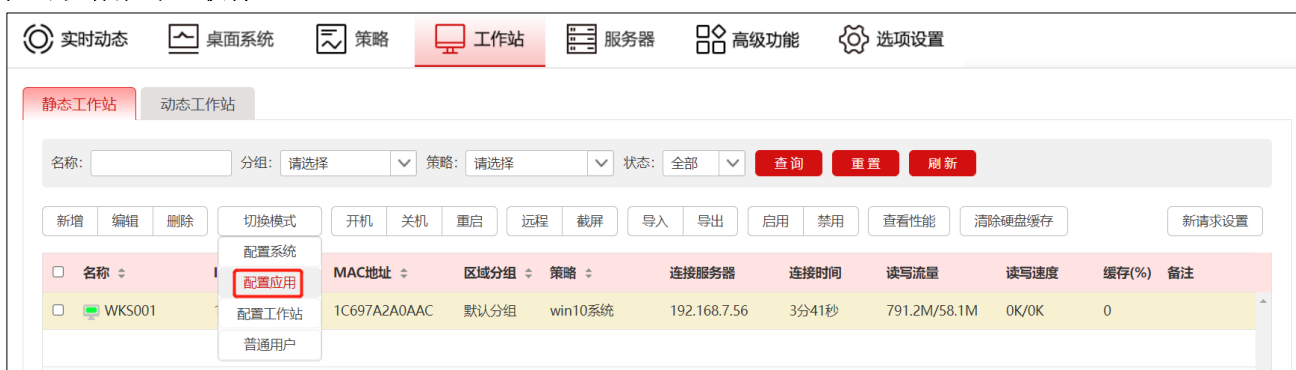 实时动态 桌面系统 策略 工作站 服务器 高级功能 选项设置
静态工作站 动态工作站
名称: 分组: 请选择 策略: 请选择 状态: 全部 查询 重置 刷新
新增 编辑 删除 切换模式 开机 关机 重启 远程 截屏 导入 导出 启用 禁用 查看性能 清除硬盘缓存 新请求设置
配置系统
名称 MAC地址 区域分组 策略 连接服务器 连接时间 读写流量 读写速度 缓存(%) 备注
配置应用
WKS001 配置工作站 1C697A2A0AAC 默认分组 win10系统 192.168.7.56 3分41秒 791.2M/58.1M 0K/0K 0
普通用户